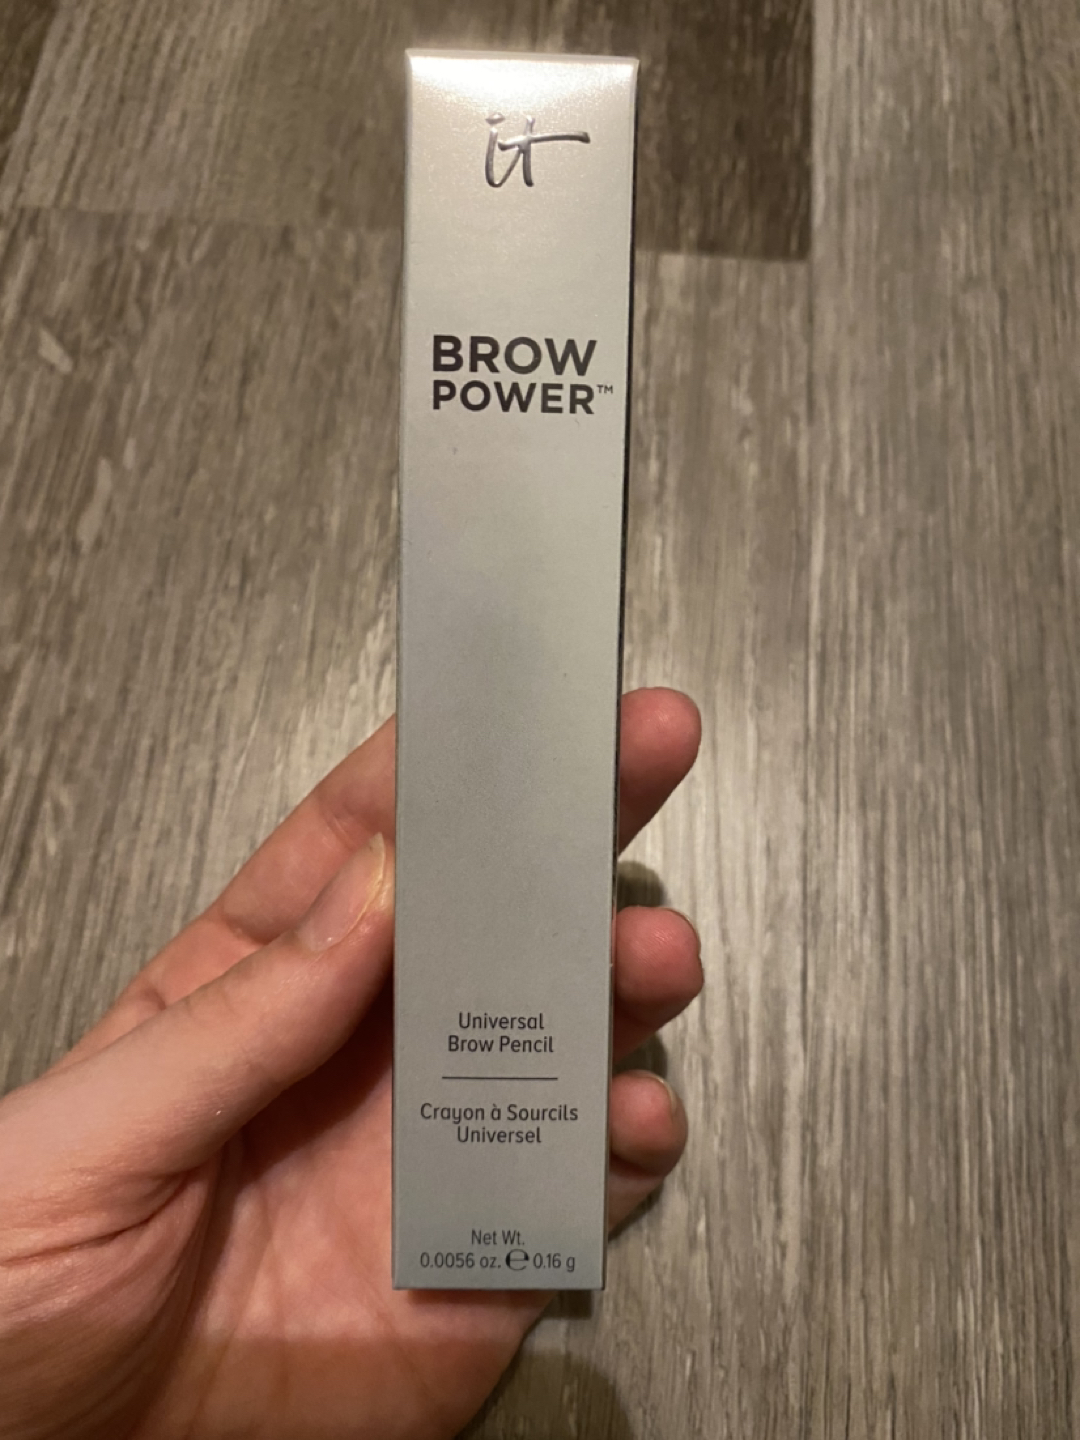 it
BROW
POWER™
Universal
Brow Pencil
Crayon à Sourcils
Universel
Net Wt.
0.0056 oz. ℮ 0.16 g